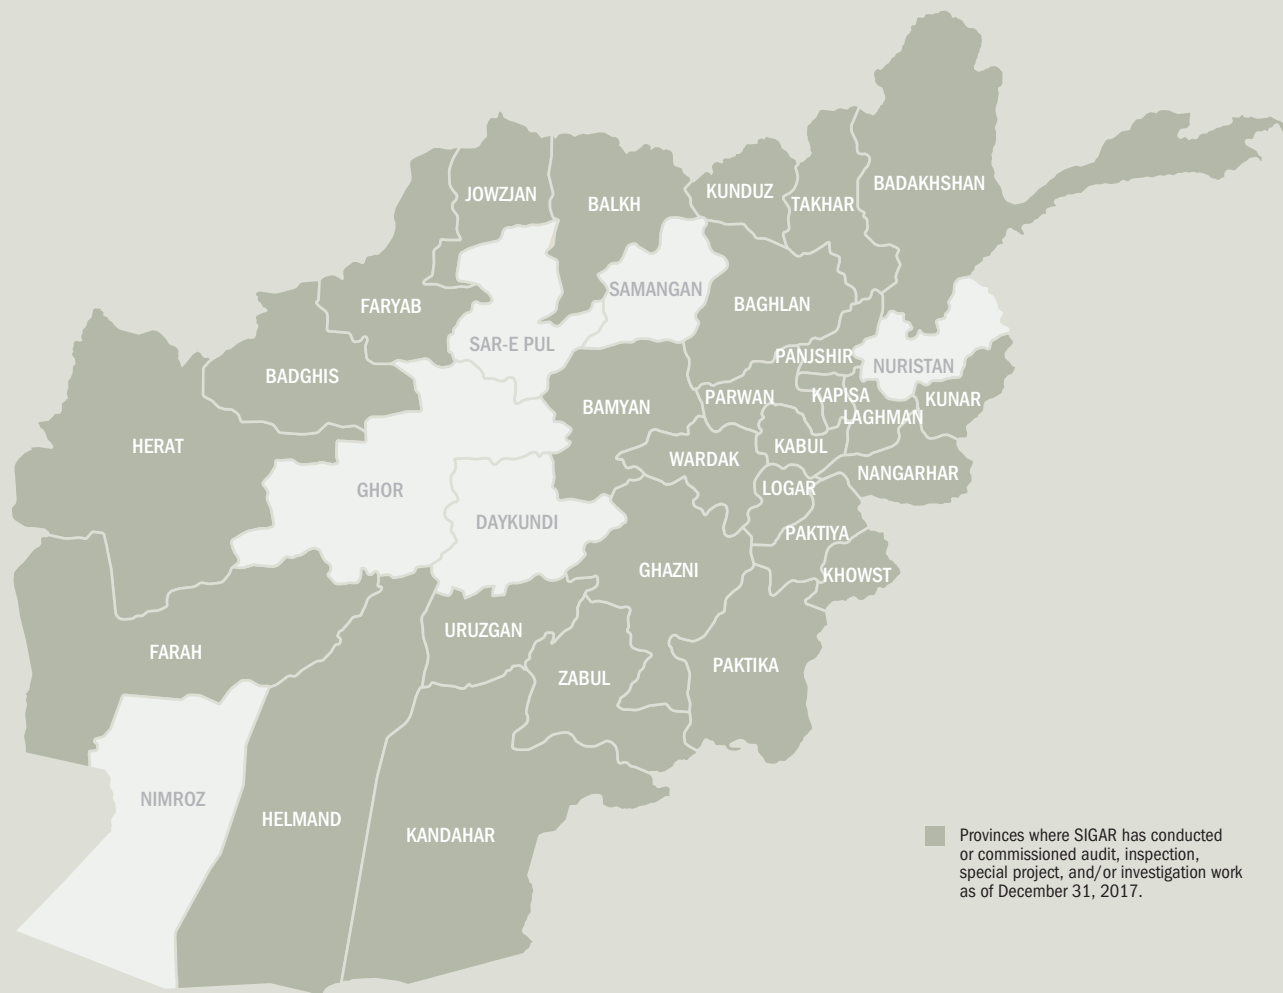 JOWZJAN
BALKH
KUNDUZ
TAKHAR
BADAKHSHAN
SAMANGAN
BAGHLAN
FARYAB
SAR-E PUL
PANJSHIR
NURISTAN
BADGHIS
PARWAN
KAPISA
KUNAR
BAMYAN
LAGHMAN
HERAT
WARDAK
KABUL
NANGARHAR
GHOR
LOGAR
DAYKUNDI
PAKTIYA
GHAZNI
KHOWST
URUZGAN
FARAH
ZABUL
PAKTIKA
NIMROZ
HELMAND
KANDAHAR
Provinces where SIGAR has conducted
or commissioned audit, inspection,
special project, and/or investigation work
as of December 31, 2017.